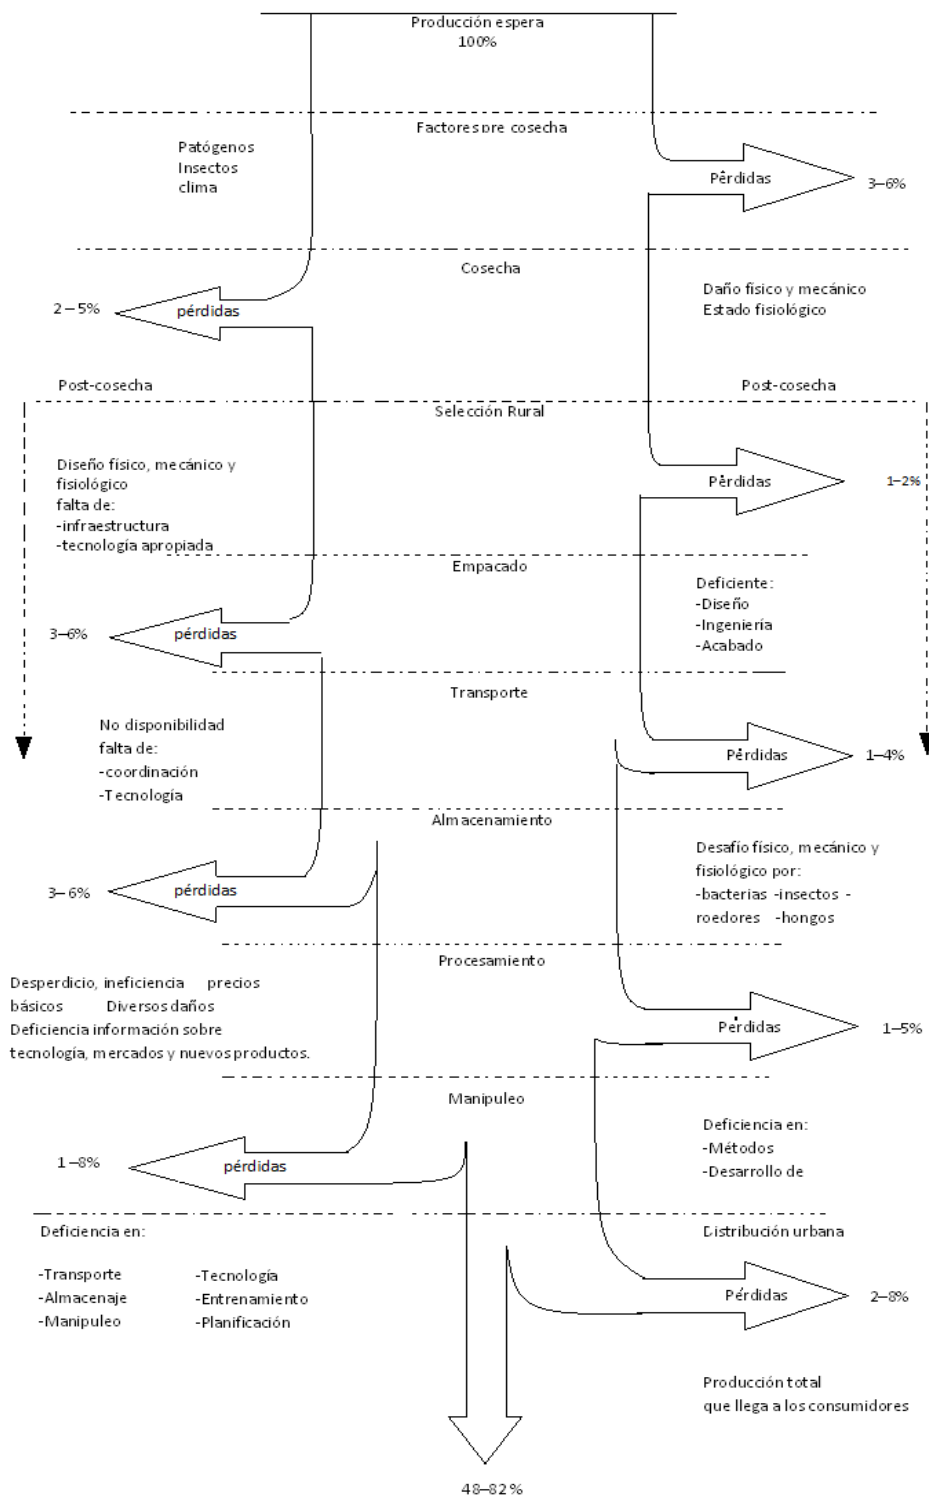 Producción espera
100%
Factores pre cosecha
Patógenos
Insectos
clima
Pérdidas
3–6%
Cosecha
2–5%
pérdidas
Daño físico y mecánico
Estado fisiológico
Post-cosecha
Post-cosecha
Selección Rural
Diseño físico, mecánico y
fisiológico
falta de:
-infraestructura
-tecnología apropiada
Pérdidas
1–2%
Empacado
Deficiente:
-Diseño
-Ingeniería
-Acabado
3–6%
pérdidas
Transporte
No disponibilidad
falta de:
-coordinación
-Tecnología
Pérdidas
1–4%
Almacenamiento
Desafío físico, mecánico y
fisiológico por:
-bacterias -insectos -
roedores -hongos
3–6%
pérdidas
Procesamiento
Desperdicio, ineficiencia precios
básicos Diversos daños
Deficiencia información sobre
tecnología, mercados y nuevos productos.
Pérdidas
1–5%
Manipuleo
Deficiencia en:
-Métodos
-Desarrollo de
1–8%
pérdidas
Deficiencia en:
Distribución urbana
-Transporte -Tecnología
-Almacenaje -Entrenamiento
-Manipuleo -Planificación
Pérdidas
2–8%
Producción total
que llega a los consumidores
48–82%